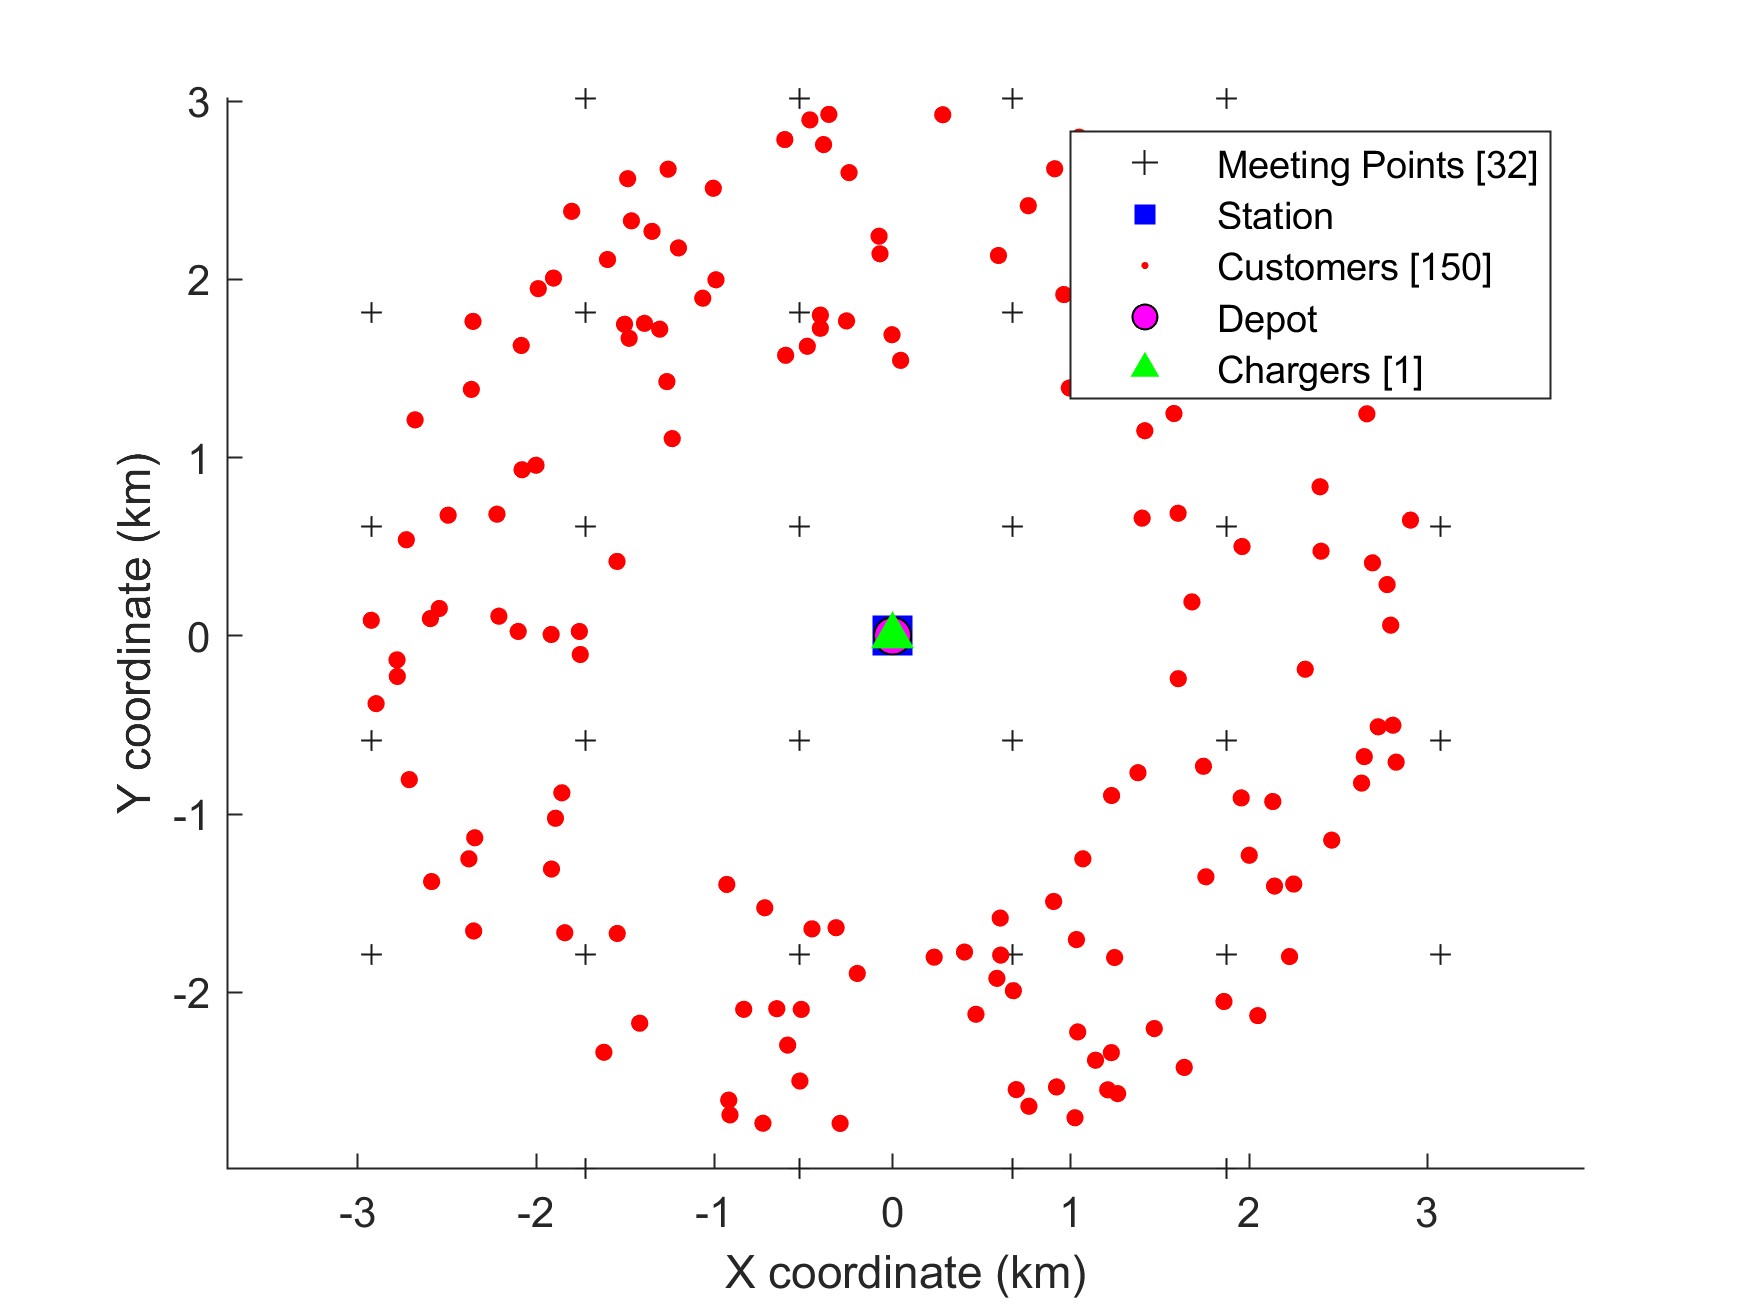 3
2
1
0
-1
-2
Y coordinate (km)
Meeting Points [32]
Station
Customers [150]
Depot
Chargers [1]
-3 -2 -1 0 1 2 3
X coordinate (km)